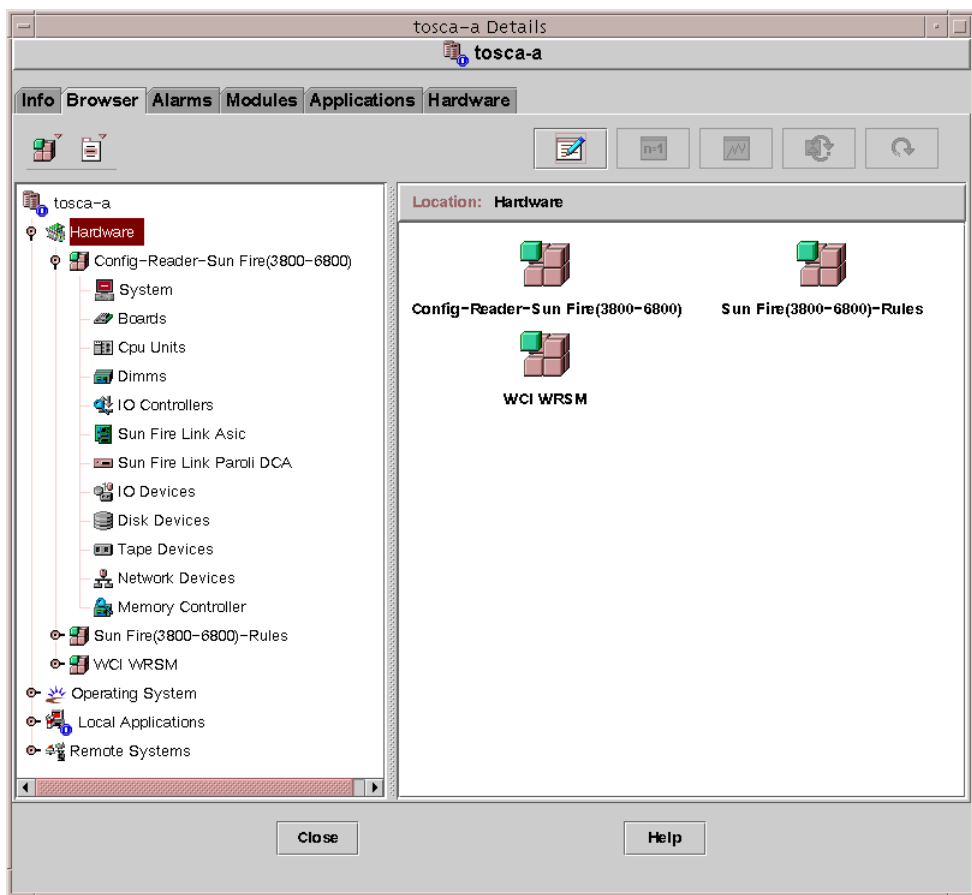 tosca-a Details
tosca-a
Info Browser Alarms Modules Applications Hardware
n=1
tosca-a
Hardware
Config-Reader-Sun Fire(3800-6800)
System
Boards
Cpu Units
Dimms
IO Controllers
Sun Fire Link Asic
Sun Fire Link Paroli DCA
IO Devices
Disk Devices
Tape Devices
Network Devices
Memory Controller
Sun Fire(3800-6800)-Rules
WCI WRSM
Operating System
Local Applications
Remote Systems
Location: Hardware
Config-Reader-Sun Fire(3800-6800)
Sun Fire(3800-6800)-Rules
WCI WRSM
Close
Help